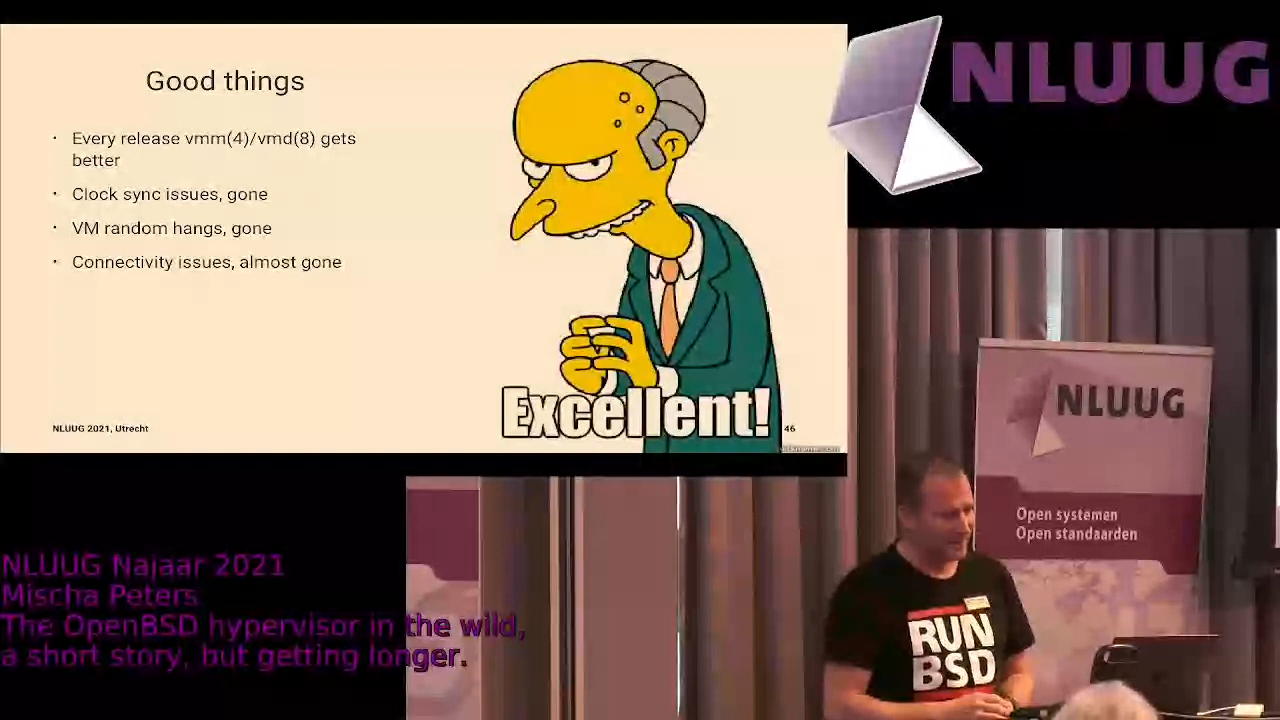 Good things
• Every release vmm(4)/vmd(8) gets
better
• Clock sync issues, gone
• VM random hangs, gone
• Connectivity issues, almost gone
Excellent!
NLUUG 2021, Utrecht
46
NLUUG
NLUUG
Open systemen
Open standaarden
RUN
BSD
NLUUG Najaar 2021
Mischa Peters
The OpenBSD hypervisor in the wild,
a short story, but getting longer.